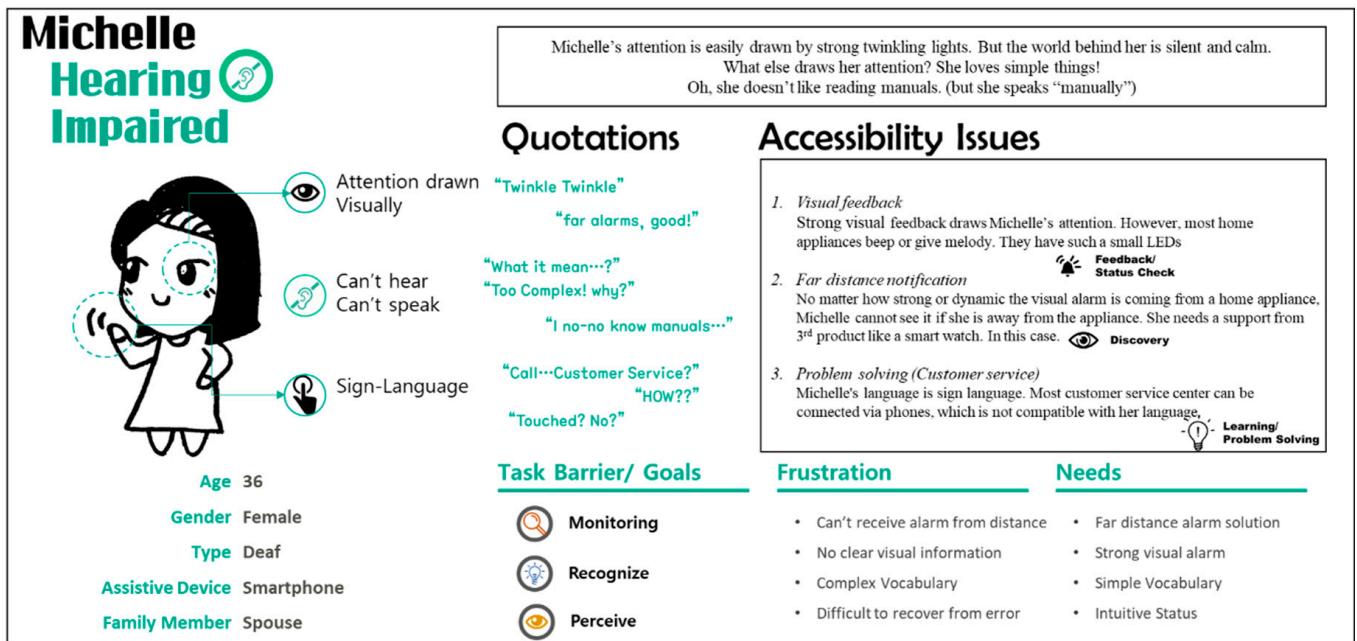 Michelle
Hearing
Impaired
Michelle’s attention is easily drawn by strong twinkling lights. But the world behind her is silent and calm.
What else draws her attention? She loves simple things!
Oh, she doesn’t like reading manuals. (but she speaks “manually”)
Attention drawn
Visually
Can’t hear
Can’t speak
Sign-Language
Age 36
Gender Female
Type Deaf
Assistive Device Smartphone
Family Member Spouse
Quotations
“Twinkle Twinkle”
“far alarms, good!”
“What it mean…?”
“Too Complex! why?”
“I no-no know manuals…”
“Call…Customer Service?”
“HOW??”
“Touched? No?”
Accessibility Issues
1. Visual feedback
Strong visual feedback draws Michelle’s attention. However, most home
appliances beep or give melody. They have such a small LEDs
Feedback/
Status Check
2. Far distance notification
No matter how strong or dynamic the visual alarm is coming from a home appliance,
Michelle cannot see it if she is away from the appliance. She needs a support from
3rd product like a smart watch. In this case.
Discovery
3. Problem solving (Customer service)
Michelle's language is sign language. Most customer service center can be
connected via phones, which is not compatible with her language.
Learning/
Problem Solving
Task Barrier/ Goals
Monitoring
Recognize
Perceive
Frustration
• Can’t receive alarm from distance
• No clear visual information
• Complex Vocabulary
• Difficult to recover from error
Needs
• Far distance alarm solution
• Strong visual alarm
• Simple Vocabulary
• Intuitive Status